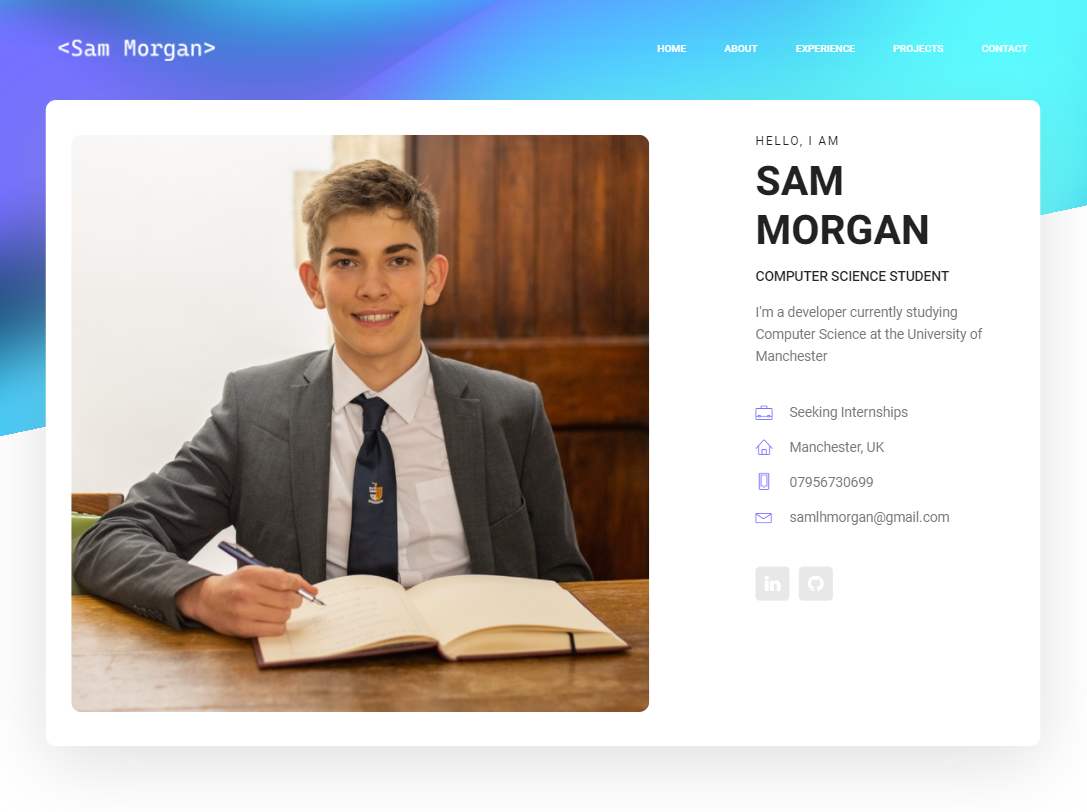 <Sam Morgan>
HOME ABOUT EXPERIENCE PROJECTS CONTACT
HELLO, I AM
SAM
MORGAN
COMPUTER SCIENCE STUDENT
I'm a developer currently studying
Computer Science at the University of
Manchester
Seeking Internships
Manchester, UK
07956730699
samlhmorgan@gmail.com
in